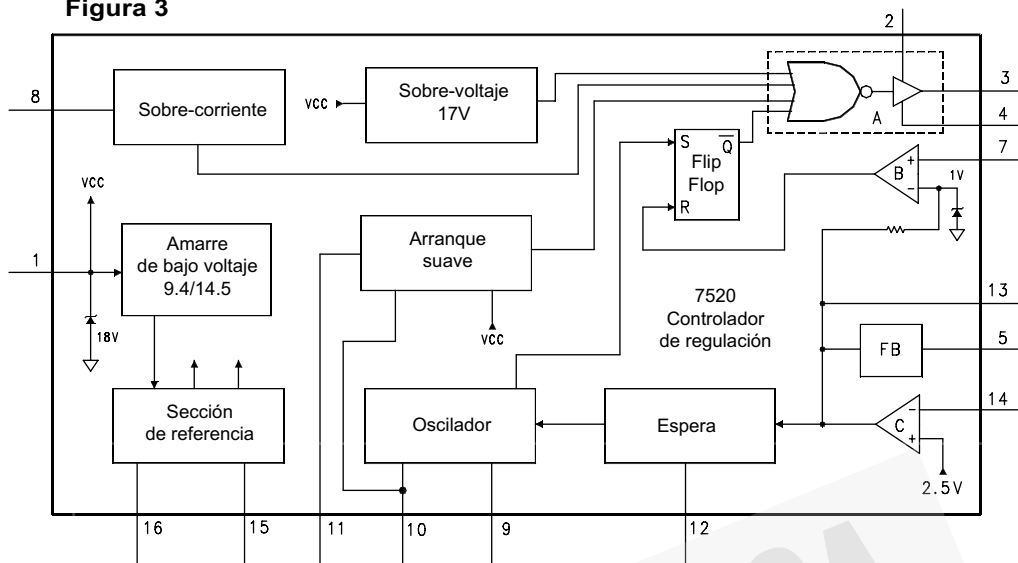 Figura 3
2
8
Sobre-corriente
VCC
Sobre-voltaje
17V
A
3
4
7
S
Q
Flip
Flop
R
B
+
−
1V
VCC
1
Amarre
de bajo voltaje
9.4/14.5
18V
Arranque
suave
VCC
7520
Controlador
de regulación
13
FB
5
14
Sección
de referencia
Oscilador
Espera
C
−
+
2.5V
16
15
11
10
9
12